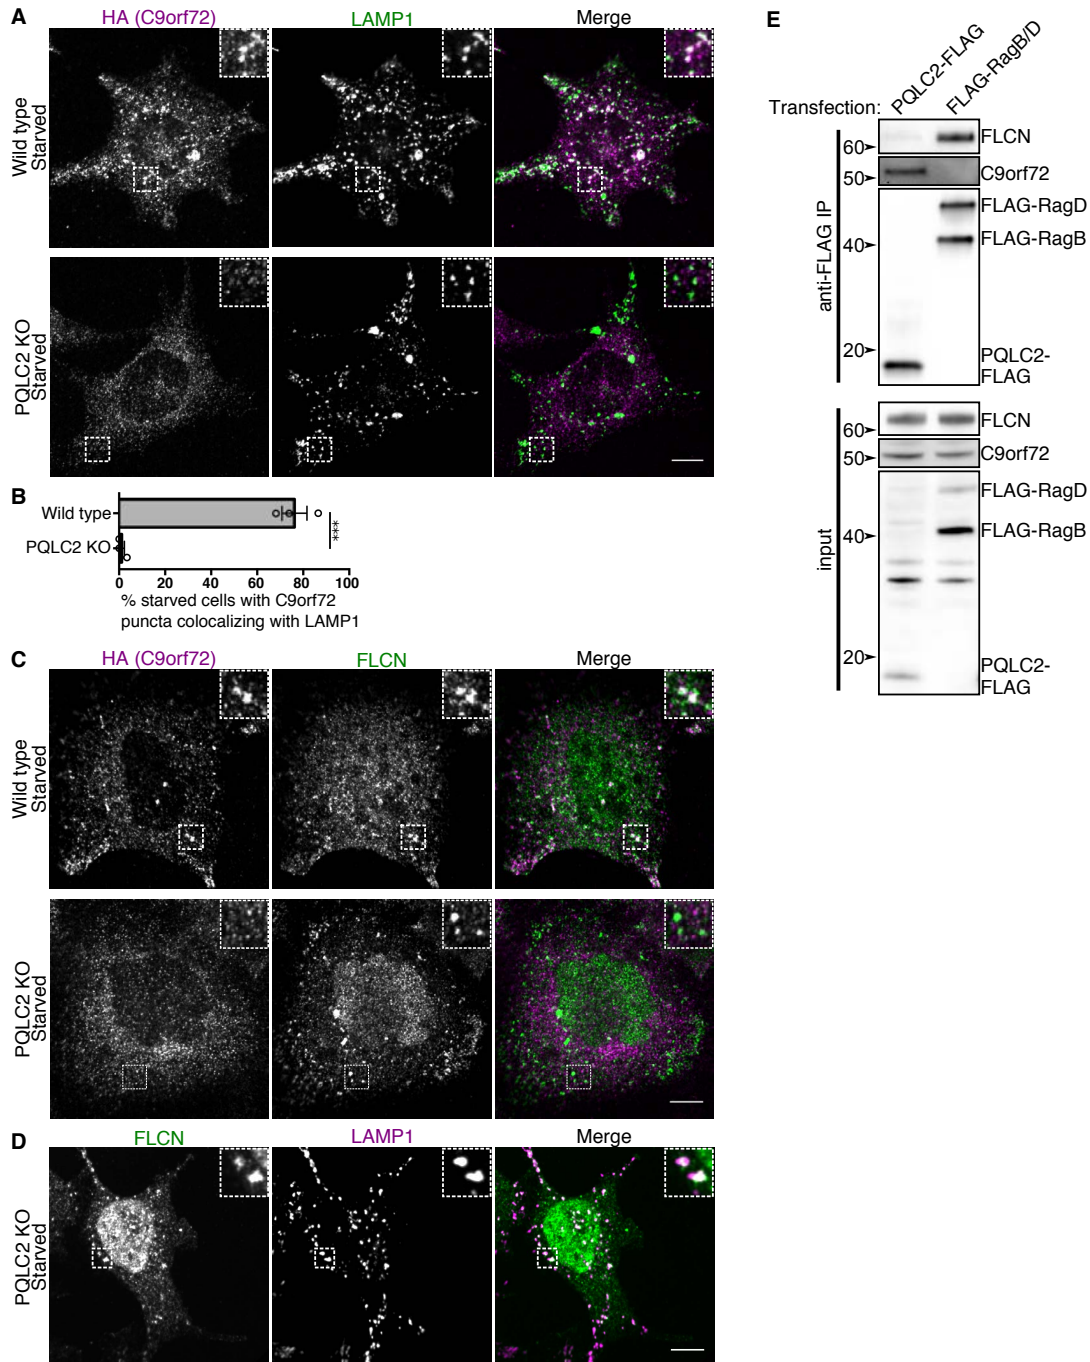 A
HA (C9orf72)
LAMP1
Merge
Wild type
Starved
PQLC2 KO
Starved
B
Wild type
PQLC2 KO
***
0
20
40
60
80
100
% starved cells with C9orf72
puncta colocalizing with LAMP1
C
HA (C9orf72)
FLCN
Merge
Wild type
Starved
PQLC2 KO
Starved
D
FLCN
LAMP1
Merge
PQLC2 KO
Starved
E
Transfection:
PQLC2-FLAG
FLAG-RagB/D
anti-FLAG IP
60
FLCN
50
C9orf72
FLAG-RagD
40
FLAG-RagB
20
PQLC2-
FLAG
input
60
FLCN
50
C9orf72
FLAG-RagD
40
FLAG-RagB
20
PQLC2-
FLAG